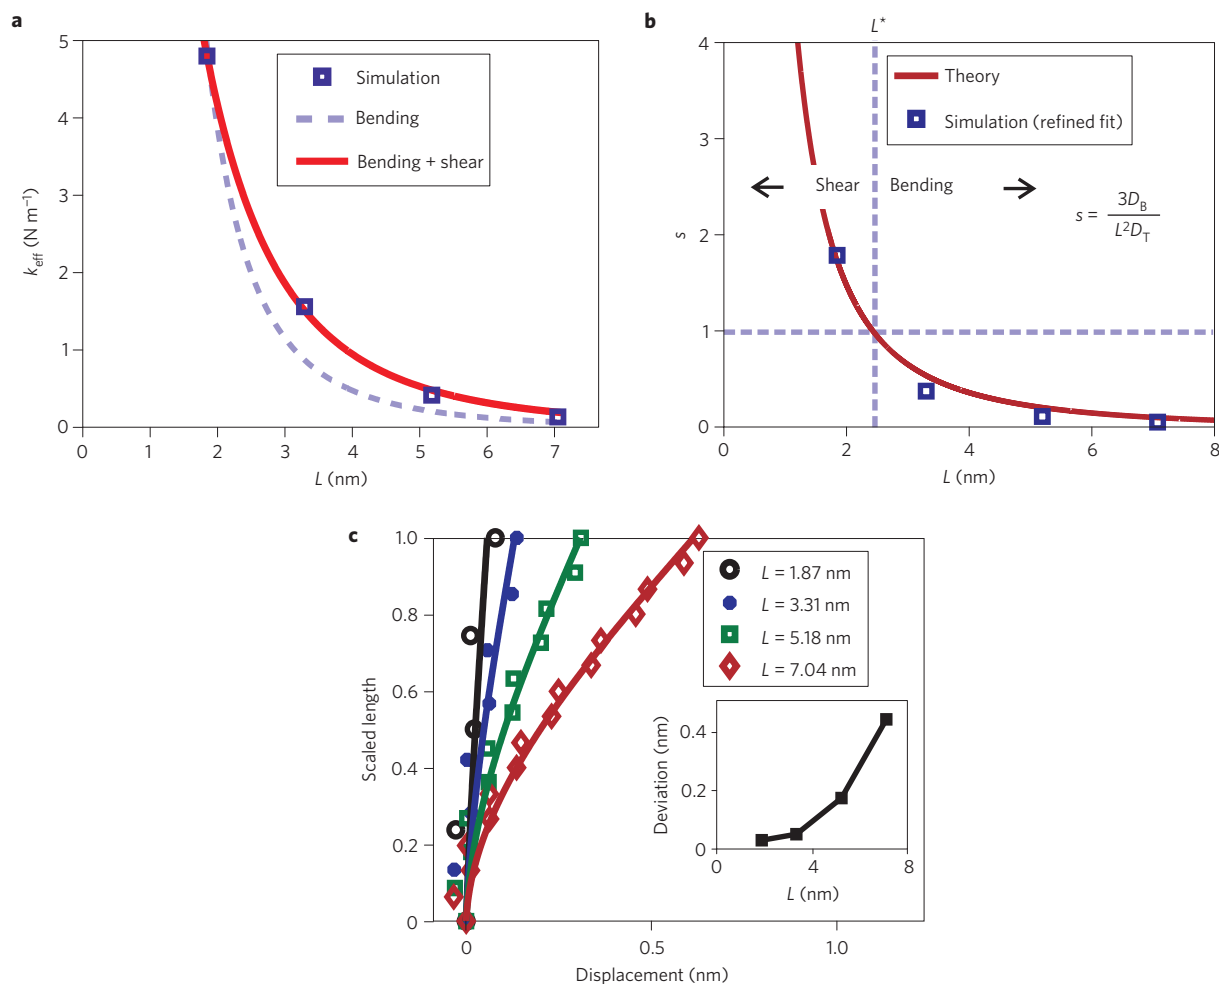 a
5
4
3
2
1
0
k_eff (N m⁻¹)
Simulation
Bending
Bending + shear
0 1 2 3 4 5 6 7
L (nm)
b
L*
4
3
2
1
0
s
Theory
Simulation (refined fit)
Shear Bending
s = 3D_B / L²D_T
0 2 4 6 8
L (nm)
c
1.0
0.8
0.6
0.4
0.2
0
Scaled length
L = 1.87 nm
L = 3.31 nm
L = 5.18 nm
L = 7.04 nm
0.4
0.2
0
Deviation (nm)
0 4 8
L (nm)
0 0.5 1.0
Displacement (nm)